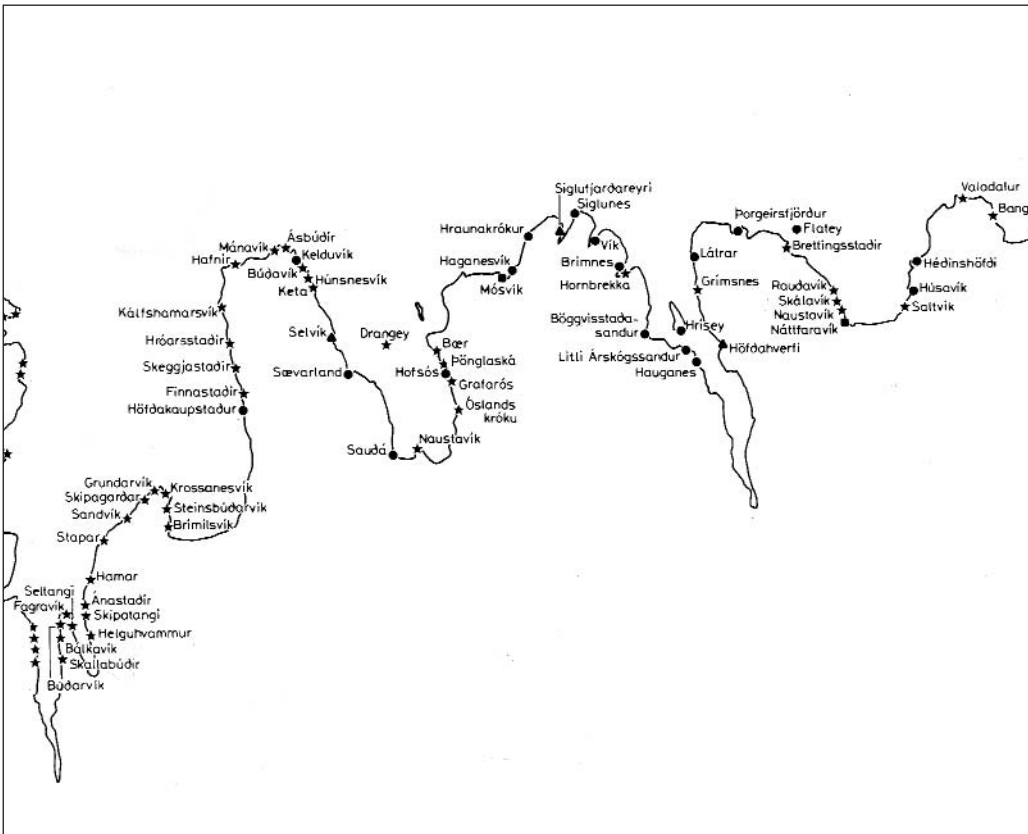 Siglufjarðareyri
Siglunes
Valadalur
Bang
Hraunakrókur
Vík
Þorgeirsfjörður
Flatey
Brettingsstaðir
Ásbúðir
Mánavík
Kelduvík
Hafnir
Búðavík
Húnsnesvík
Keta
Haganesvík
Mósvík
Brimnes
Hornbrekka
Látrar
Grímsnes
Héðinshöfði
Rauðavík
Skálavík
Naustavík
Náttfaravík
Húsavík
Saltvík
Kálfshamarsvík
Hróarsstaðir
Skeggjastaðir
Finnastaðir
Höfðakaupstaður
Selvík
Drangey
Sævarland
Bær
Þönglaská
Hofsós
Grafarós
Óslands
króku
Böggvisstaða-
sandur
Hrísey
Litli Árskógssandur
Hauganes
Höfðahverfi
Sauðá
Naustavík
Grundarvík
Krossanesvík
Skipagarðar
Steinsbúðarvík
Sandvík
Brimilsvík
Stapar
Hamar
Seltangi
Fagravík
Ánastaðir
Skipatangi
Helguhvammur
Bálkavík
Skallabúðir
Búðarvík